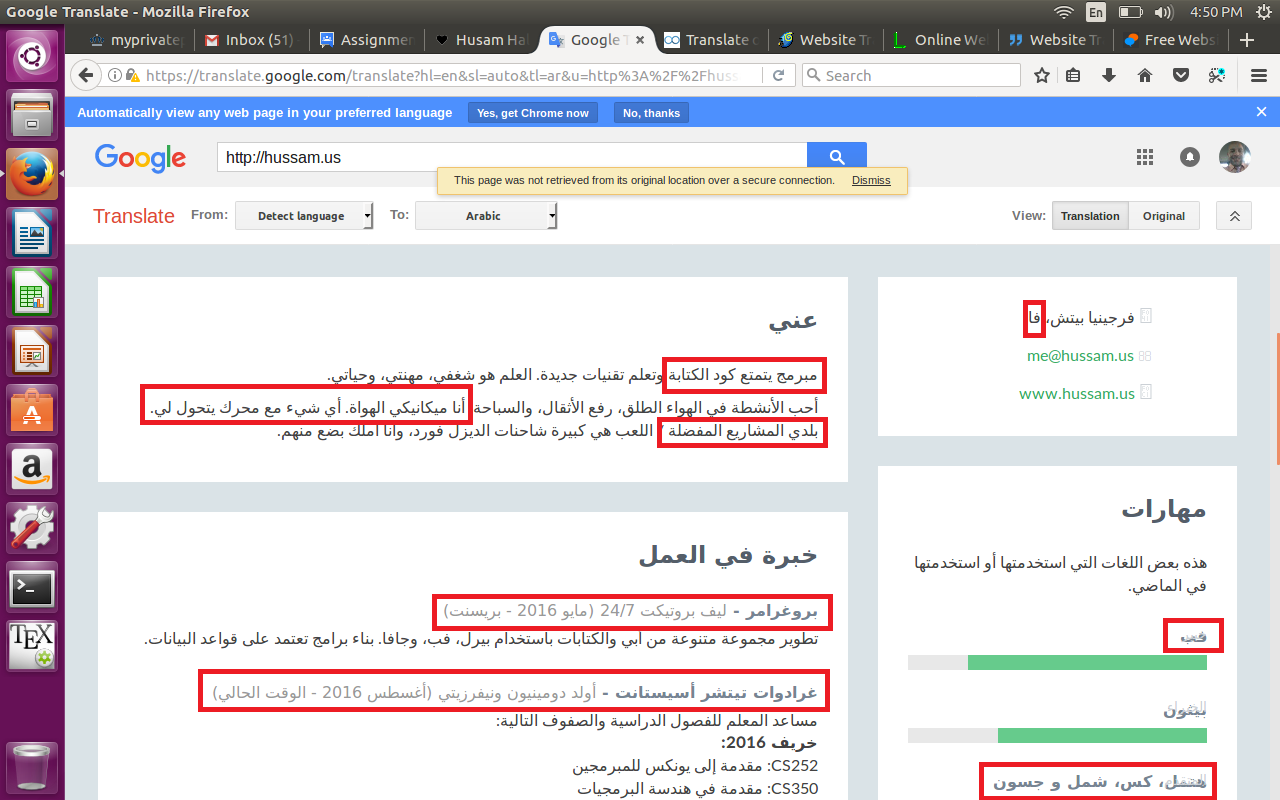 Google Translate - Mozilla Firefox
En
4:50 PM
myprivate
Inbox (51)
Assignmen
Husam Hal
Google T
Translate o
Website Tr
Online We
Website Tr
Free Webs
https://translate.google.com/translate?hl=en&sl=auto&tl=ar&u=http%3A%2F%2Fhuss
Search
Automatically view any web page in your preferred language
Yes, get Chrome now
No, thanks
Google
http://hussam.us
This page was not retrieved from its original location over a secure connection.
Dismiss
Translate
From:
Detect language
To:
Arabic
View:
Translation
Original
عني
مبرمج يتمتع كود الكتابة وتعلم تقنيات جديدة. العلم هو شغفي، مهنتي، وحياتي.
أحب الأنشطة في الهواء الطلق، رفع الأثقال، والسباحة. أنا ميكانيكي الهواة. أي شيء مع محرك يتحول لي.
بلدي المشاريع المفضلة / اللعب هي كبيرة شاحنات الديزل فورد، وأنا أملك بضع منهم.
خبرة في العمل
بروغرامر - ليف بروتيكت 24/7 (مايو 2016 - بريسنت)
تطوير مجموعة متنوعة من أبي والكتابات باستخدام بيرل، فب، وجافا. بناء برامج تعتمد على قواعد البيانات.
غرادوات تيتشر أسيستانت - أولد دومينيون ونيفرزيتي (أغسطس 2016 - الوقت الحالي)
مساعد المعلم للفصول الدراسية والصفوف التالية:
خريف 2016:
CS252: مقدمة إلى يونكس للمبرمجين
CS350: مقدمة في هندسة البرمجيات
فرجينيا بيتش، فا
me@hussam.us
www.hussam.us
مهارات
هذه بعض اللغات التي استخدمتها أو استخدمتها
في الماضي.
فب
بيثون
هتمل، كس، شمل و جسون